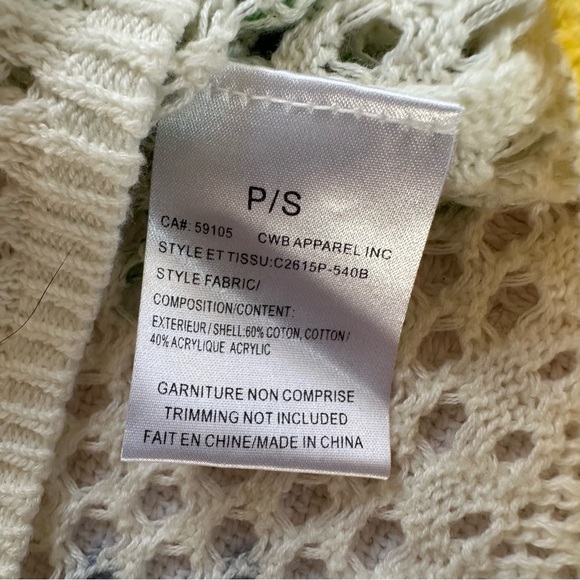 P/S
CA#: 59105 CWB APPAREL INC
STYLE ET TISSU:C2615P-540B
STYLE FABRIC/
COMPOSITION/CONTENT:
EXTERIEUR/SHELL:60% COTON, COTTON/
40% ACRYLIQUE ACRYLIC
GARNITURE NON COMPRISE
TRIMMING NOT INCLUDED
FAIT EN CHINE/MADE IN CHINA